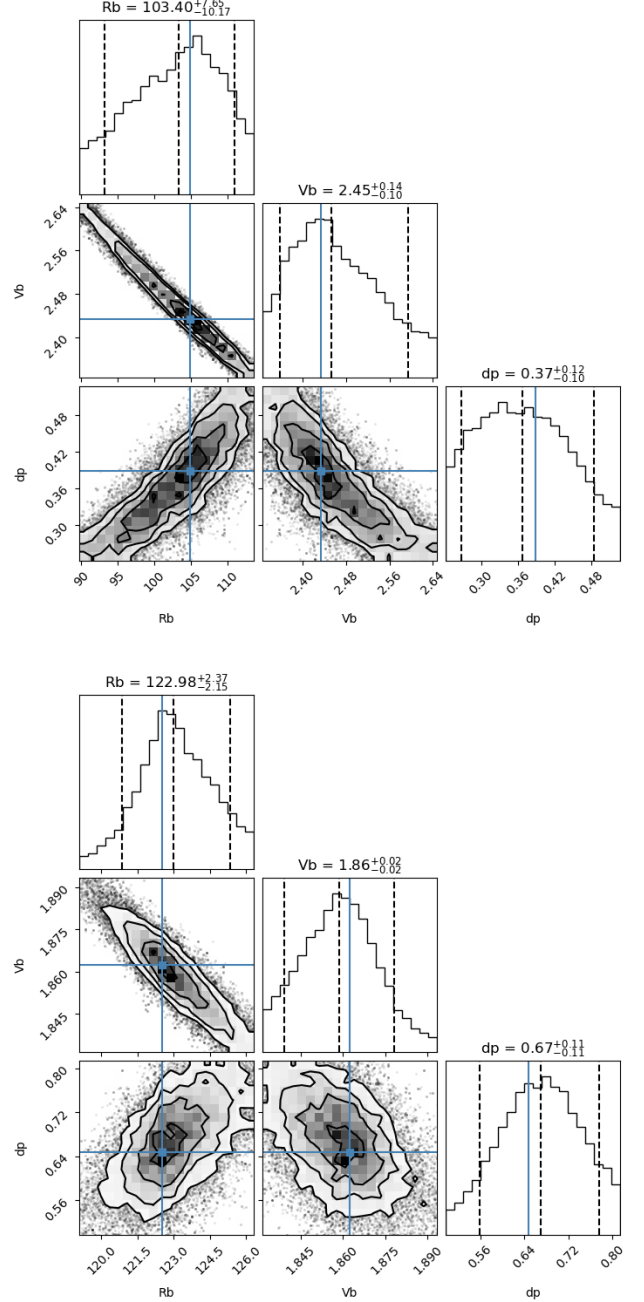 Rb = 103.40+7.65 −10.17
2.64
2.56
2.48
2.40
Vb
Vb = 2.45+0.14 −0.10
0.48
0.42
0.36
0.30
dp
dp = 0.37+0.12 −0.10
90 95 100 105 110
2.40 2.48 2.56 2.64
0.30 0.36 0.42 0.48
Rb Vb dp
Rb = 122.98+2.37 −2.15
1.890
1.875
1.860
1.845
Vb
Vb = 1.86+0.02 −0.02
0.80
0.72
0.64
0.56
dp
dp = 0.67+0.11 −0.11
120.0 121.5 123.0 124.5 126.0
1.845 1.860 1.875 1.890
0.56 0.64 0.72 0.80
Rb Vb dp